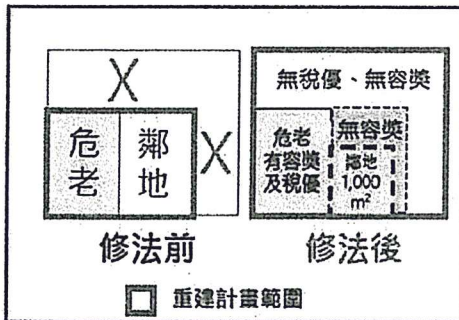 X
危老
鄰地
X
修法前
無稅優、無容獎
危老
有容獎
及稅優
無容獎
鄰地
1,000
m²
修法後
重建計畫範圍